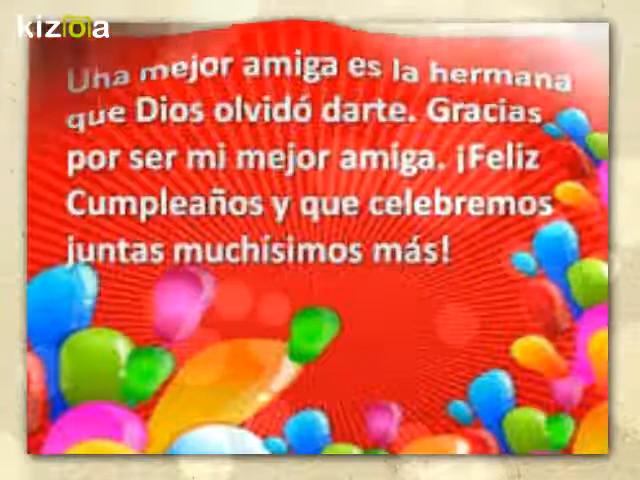 kizoa
Una mejor amiga es la hermana
que Dios olvidó darte. Gracias
por ser mi mejor amiga. ¡Feliz
Cumpleaños y que celebremos
juntas muchísimos más!